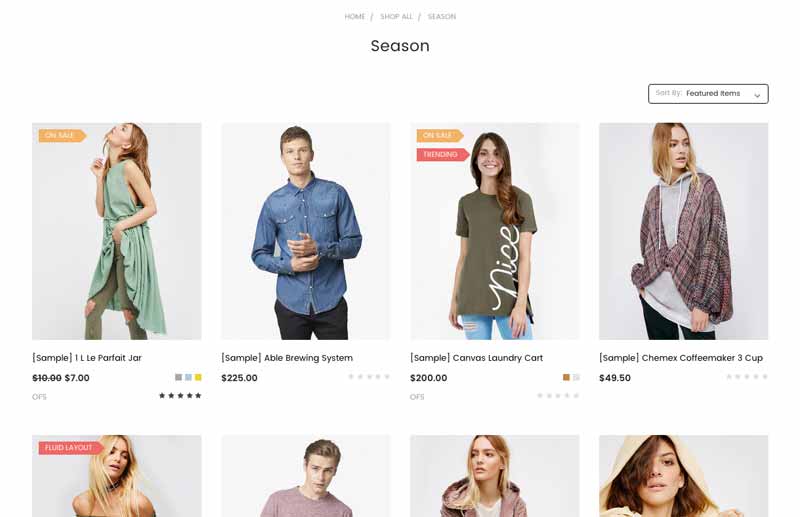 HOME / SHOP ALL / SEASON
Season
Sort By: Featured Items
ON SALE
ON SALE
TRENDING
Nice
[Sample] 1 L Le Parfait Jar
[Sample] Able Brewing System
[Sample] Canvas Laundry Cart
[Sample] Chemex Coffeemaker 3 Cup
$10.00 $7.00
$225.00
$200.00
$49.50
OFS
OFS
FLUID LAYOUT